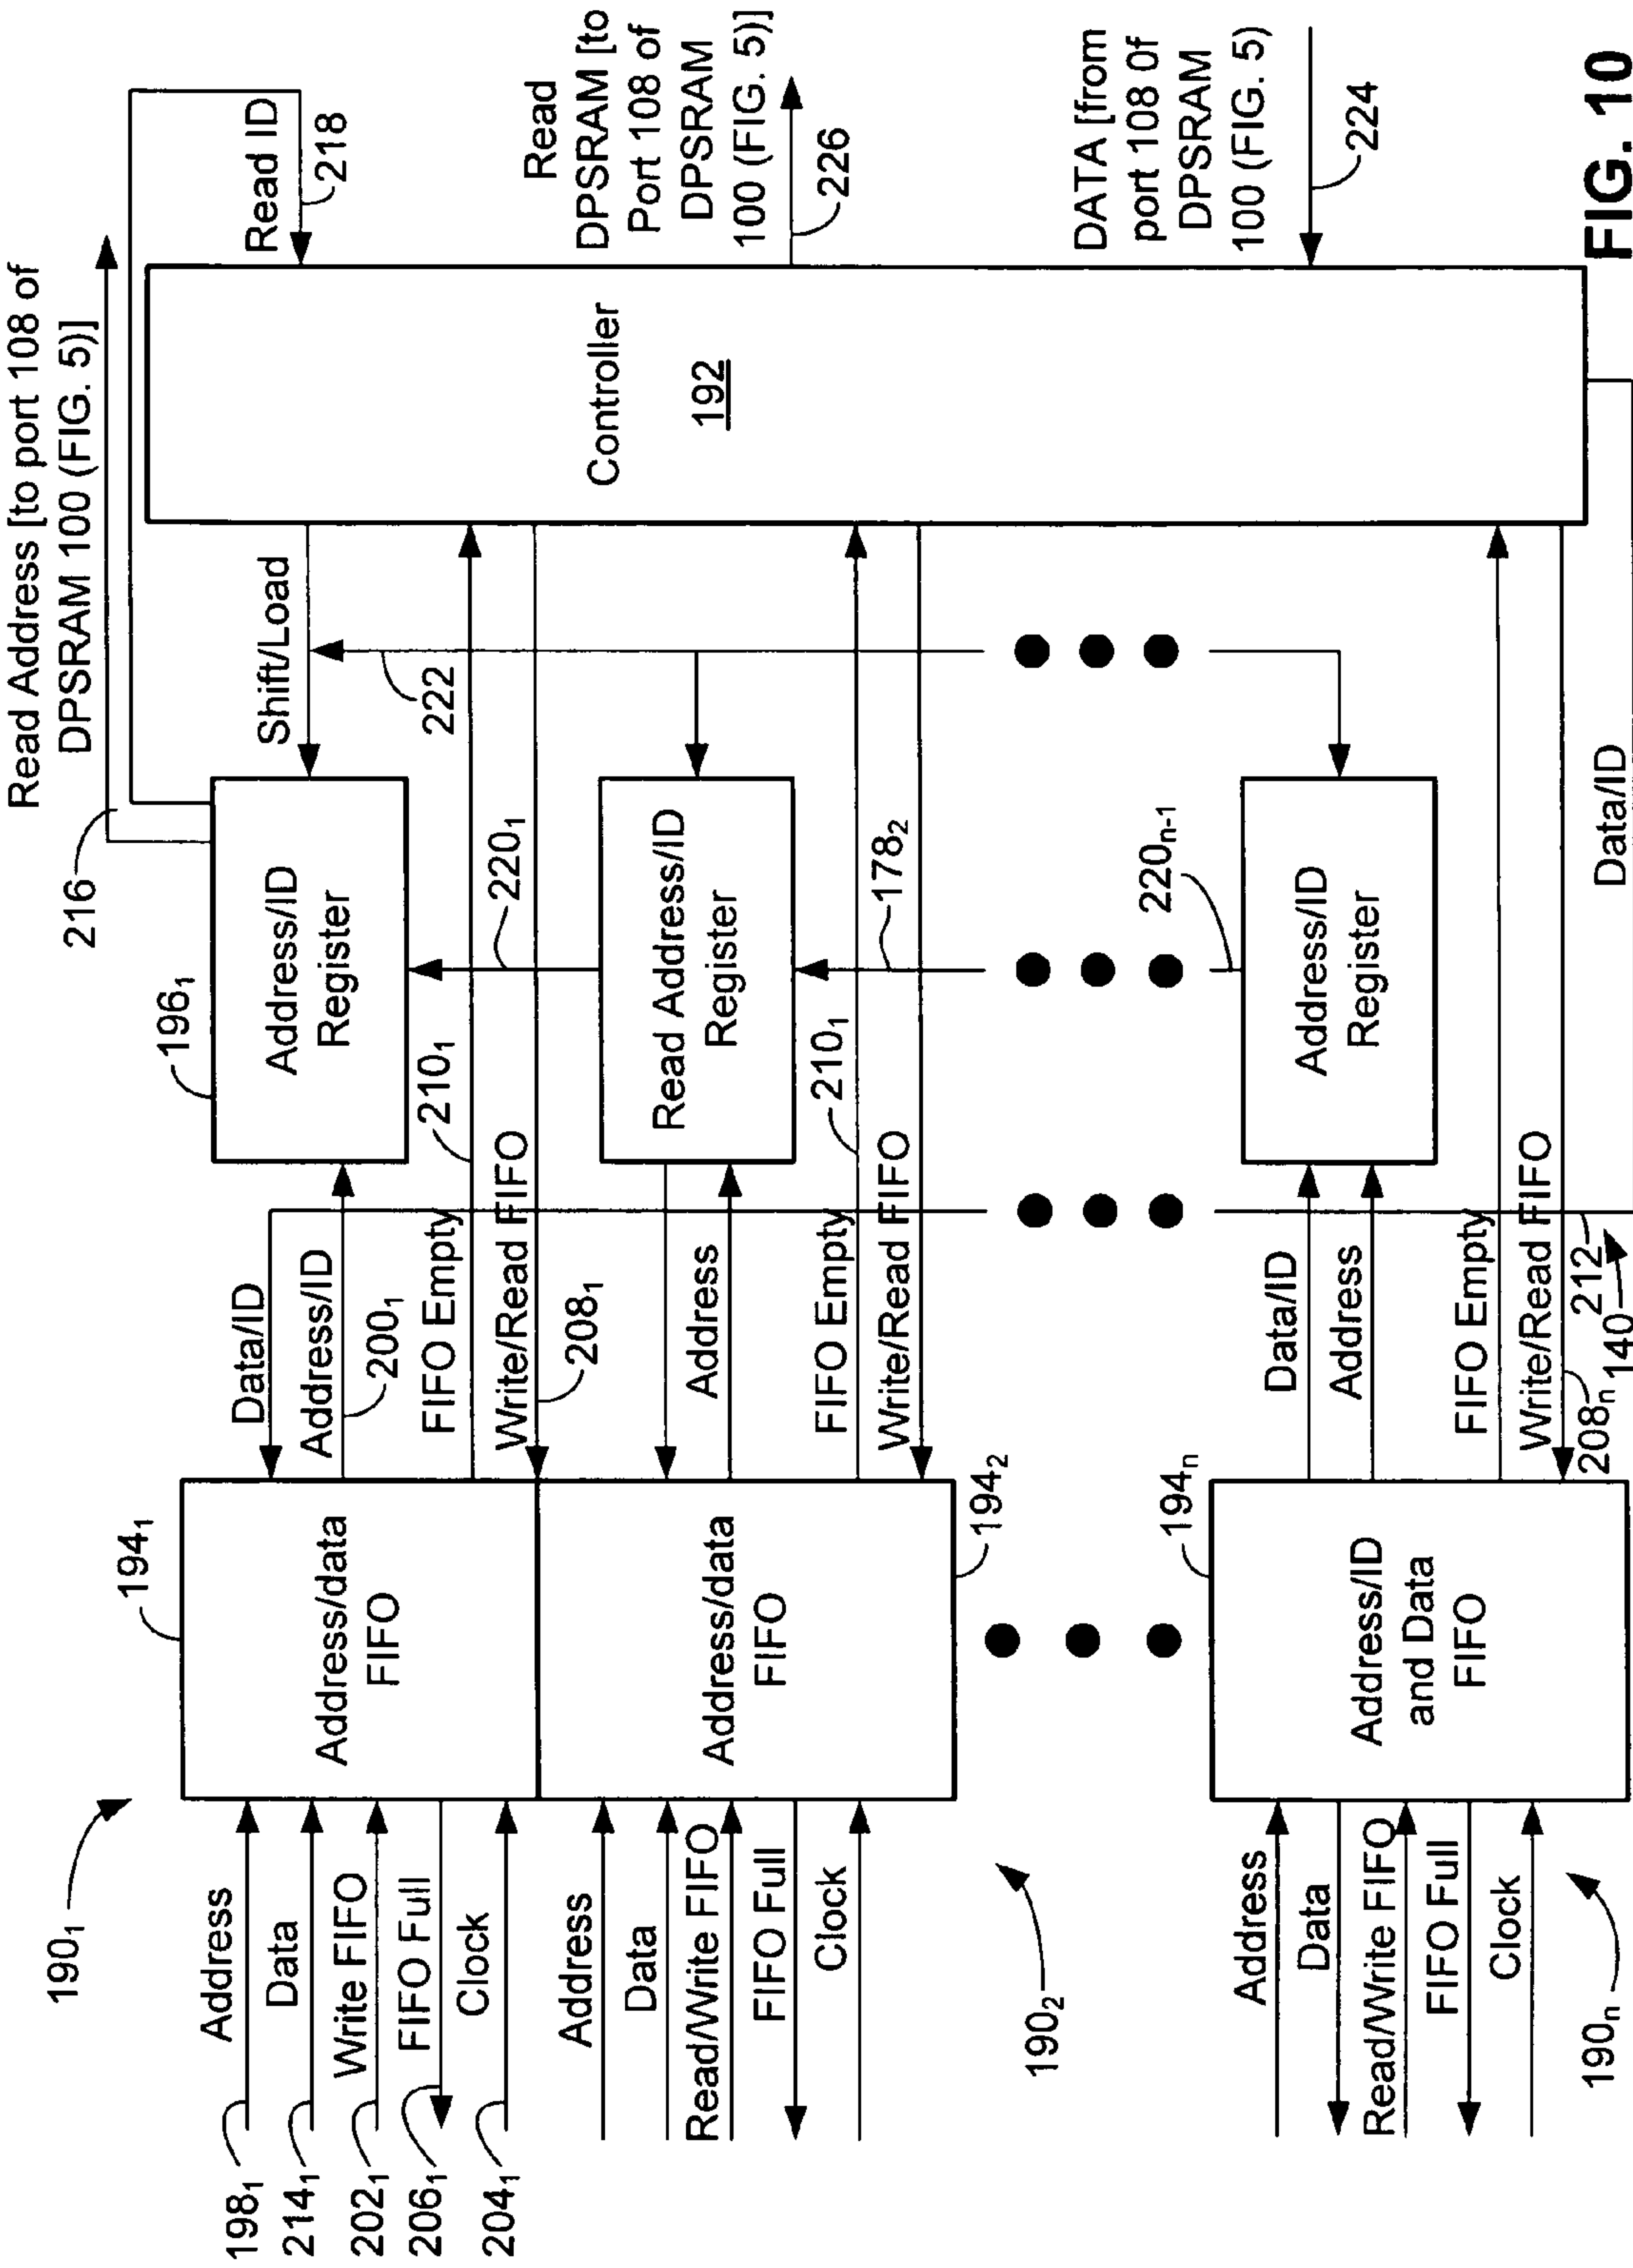 Read Address [to port 108 of
DPSRAM 100 (FIG. 5)]
216
Read ID
218
Read
DPSRAM [to
Port 108 of
DPSRAM
100 (FIG. 5)]
226
DATA [from
port 108 0f
DPSRAM
100 (FIG. 5)
224
Controller
192
Shift/Load
222
196₁
Address/ID
Register
220₁
Read Address/ID
Register
178₂
220ₙ₋₁
Address/ID
Register
Data/ID
210₁
210₁
Data/ID
Address/ID
200₁
FIFO Empty
Write/Read FIFO
208₁
Address
FIFO Empty
Write/Read FIFO
Data/ID
Address
FIFO Empty
Write/Read FIFO
208ₙ
212
140
194₁
Address/data
FIFO
Address/data
FIFO
194₂
194ₙ
Address/ID
and Data
FIFO
190₁
Address
Data
Write FIFO
FIFO Full
Clock
198₁
214₁
202₁
206₁
204₁
Address
Data
Read/Write FIFO
FIFO Full
Clock
190₂
Address
Data
Read/Write FIFO
FIFO Full
Clock
190ₙ
FIG. 10